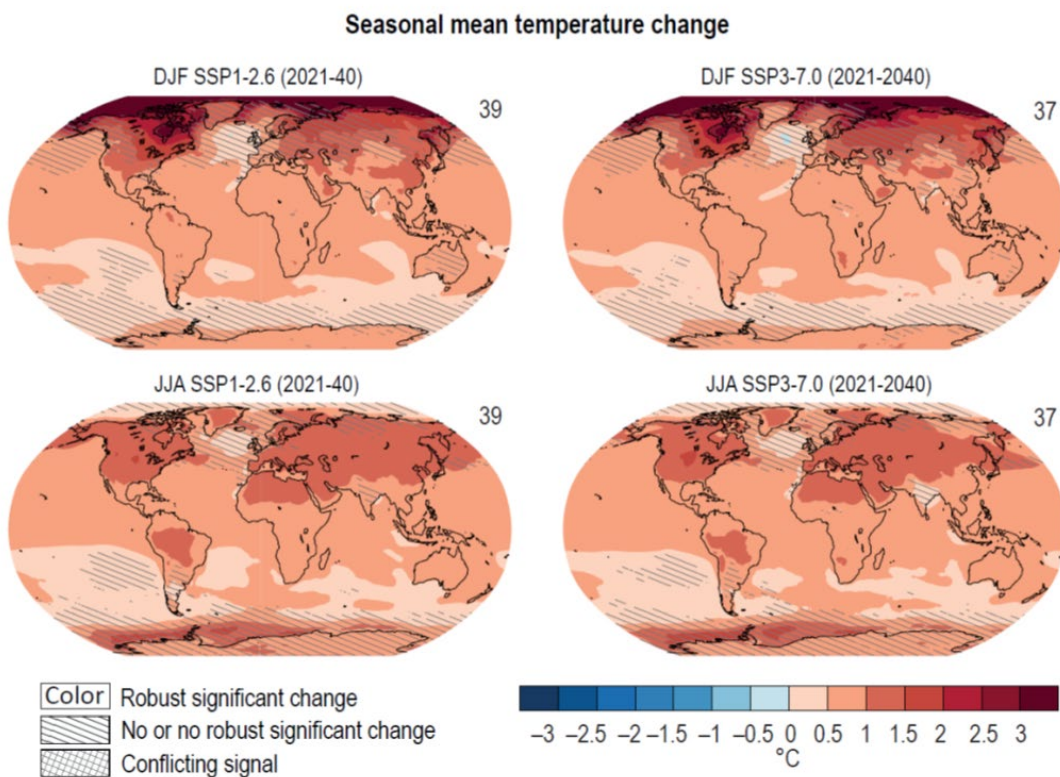 Seasonal mean temperature change
DJF SSP1-2.6 (2021-40)
39
DJF SSP3-7.0 (2021-2040)
37
JJA SSP1-2.6 (2021-40)
39
JJA SSP3-7.0 (2021-2040)
37
Color Robust significant change
No or no robust significant change
Conflicting signal
−3 −2.5 −2 −1.5 −1 −0.5 0 0.5 1 1.5 2 2.5 3
°C